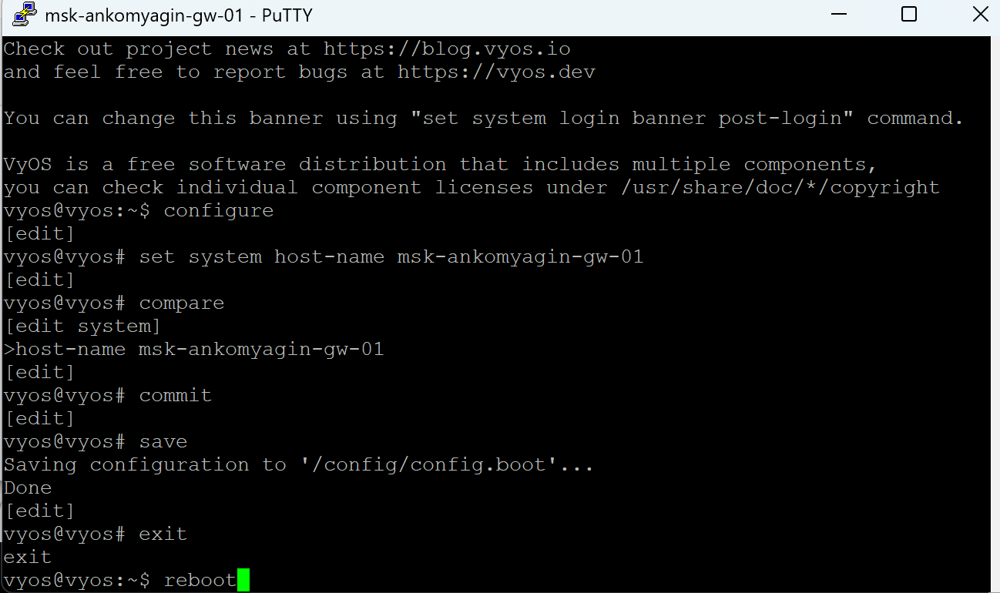 msk-ankomyagin-gw-01 - PuTTY
Check out project news at https://blog.vyos.io
and feel free to report bugs at https://vyos.dev
You can change this banner using "set system login banner post-login" command.
VyOS is a free software distribution that includes multiple components,
you can check individual component licenses under /usr/share/doc/*/copyright
vyos@vyos:~$ configure
[edit]
vyos@vyos# set system host-name msk-ankomyagin-gw-01
[edit]
vyos@vyos# compare
[edit system]
>host-name msk-ankomyagin-gw-01
[edit]
vyos@vyos# commit
[edit]
vyos@vyos# save
Saving configuration to '/config/config.boot'...
Done
[edit]
vyos@vyos# exit
exit
vyos@vyos:~$ reboot